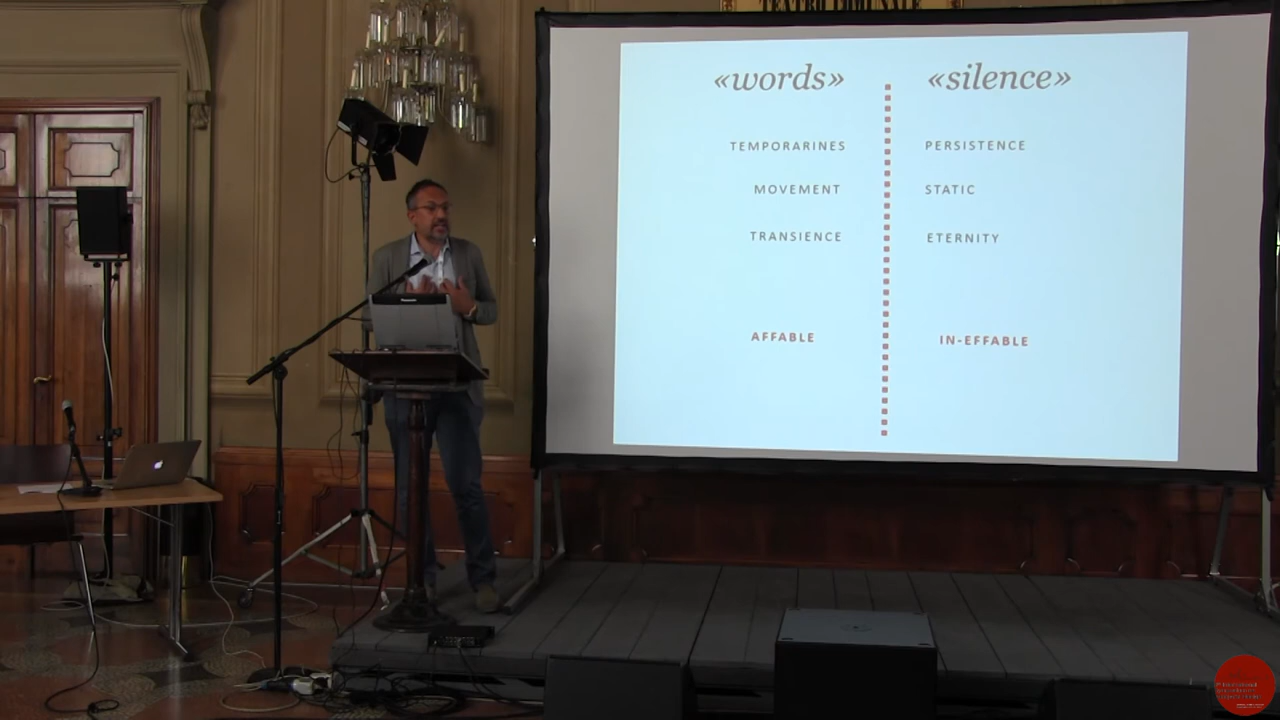 «words» «silence»
TEMPORARINES PERSISTENCE
MOVEMENT STATIC
TRANSIENCE ETERNITY
AFFABLE IN-EFFABLE